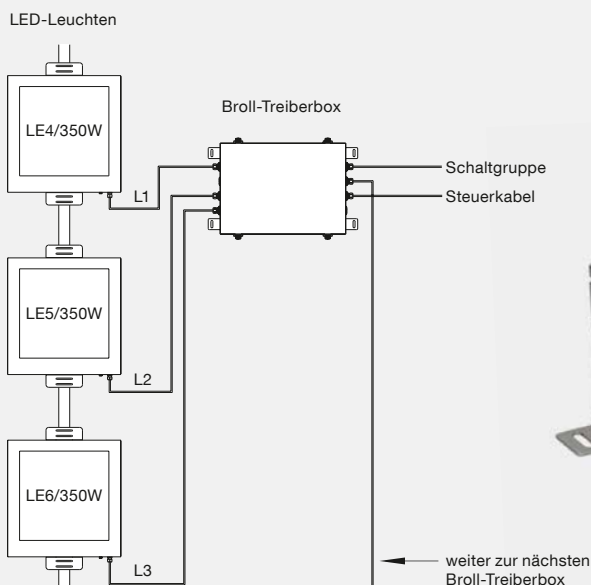 LED-Leuchten
Broll-Treiberbox
LE4/350W
L1
Schaltgruppe
Steuerkabel
LE5/350W
L2
LE6/350W
L3
weiter zur nächsten
Broll-Treiberbox